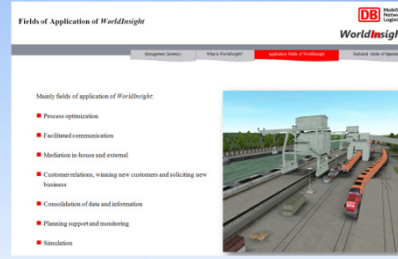 Fields of Application of WorldInsight
DB
WorldInsigh
Management Summary
What is WorldInsight?
Application Fields of WorldInsight
Technical
Mainly fields of application of WorldInsight:
Process optimization
Facilitated communication
Mediation in-house and external
Customer relations, winning new customers and soliciting new
business
Consolidation of data and information
Planning support and monitoring
Simulation